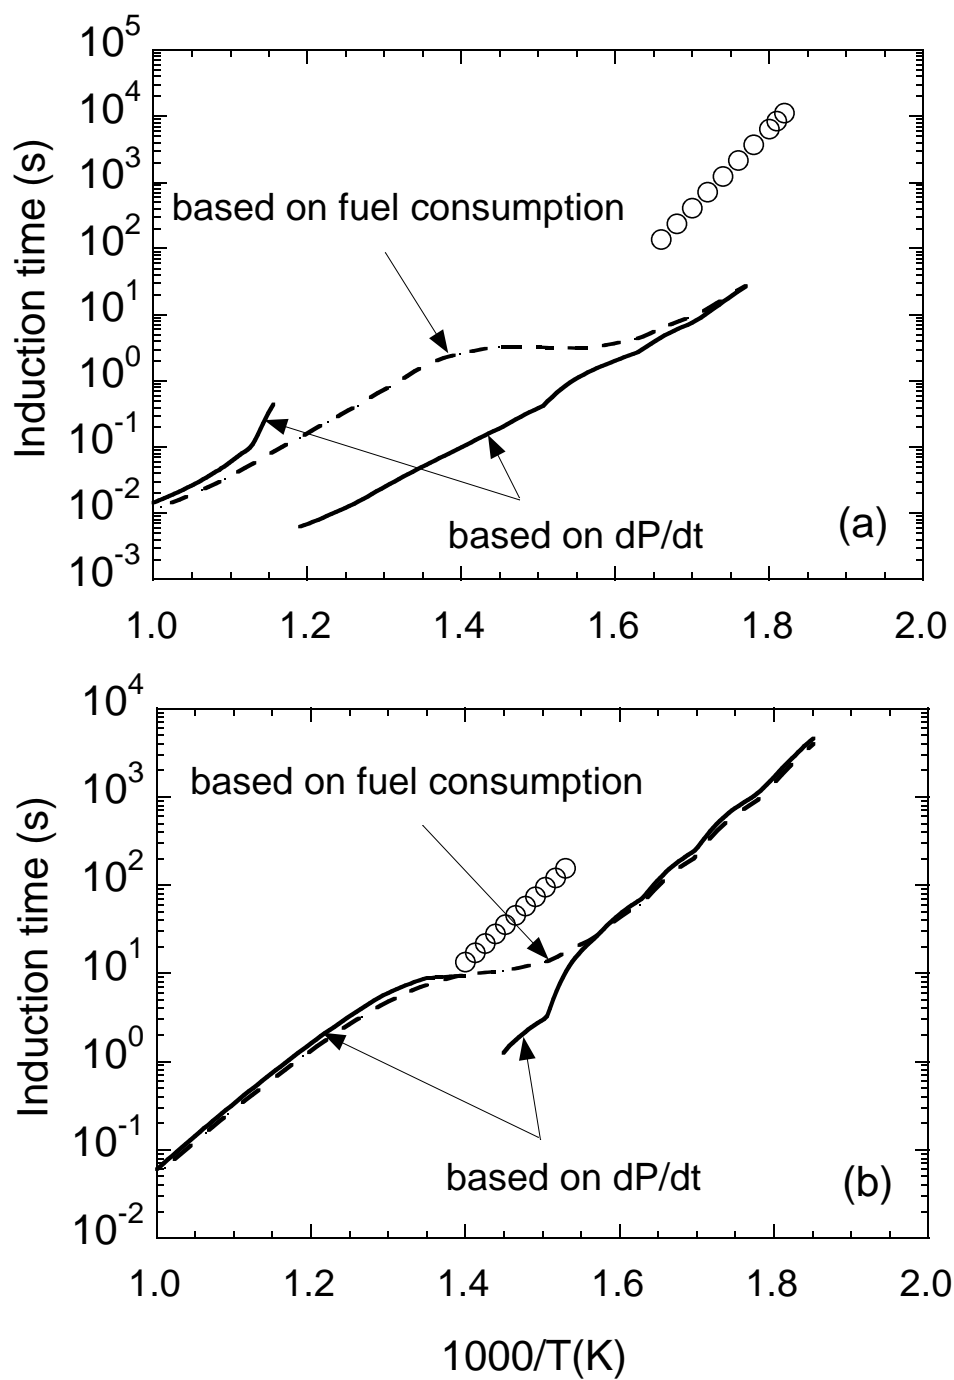 10^5
10^4
10^3
10^2
10^1
10^0
10^-1
10^-2
10^-3
Induction time (s)
based on fuel consumption
based on dP/dt
(a)
1.0 1.2 1.4 1.6 1.8 2.0
10^4
10^3
10^2
10^1
10^0
10^-1
10^-2
Induction time (s)
based on fuel consumption
based on dP/dt
(b)
1.0 1.2 1.4 1.6 1.8 2.0
1000/T(K)